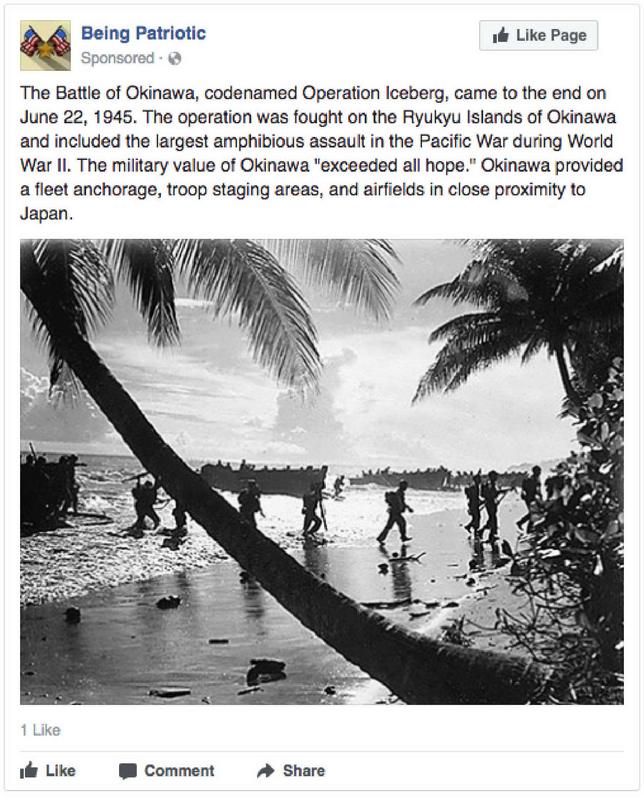 Being Patriotic
Like Page
Sponsored ·
The Battle of Okinawa, codenamed Operation Iceberg, came to the end on
June 22, 1945. The operation was fought on the Ryukyu Islands of Okinawa
and included the largest amphibious assault in the Pacific War during World
War II. The military value of Okinawa "exceeded all hope." Okinawa provided
a fleet anchorage, troop staging areas, and airfields in close proximity to
Japan.
1 Like
Like Comment Share